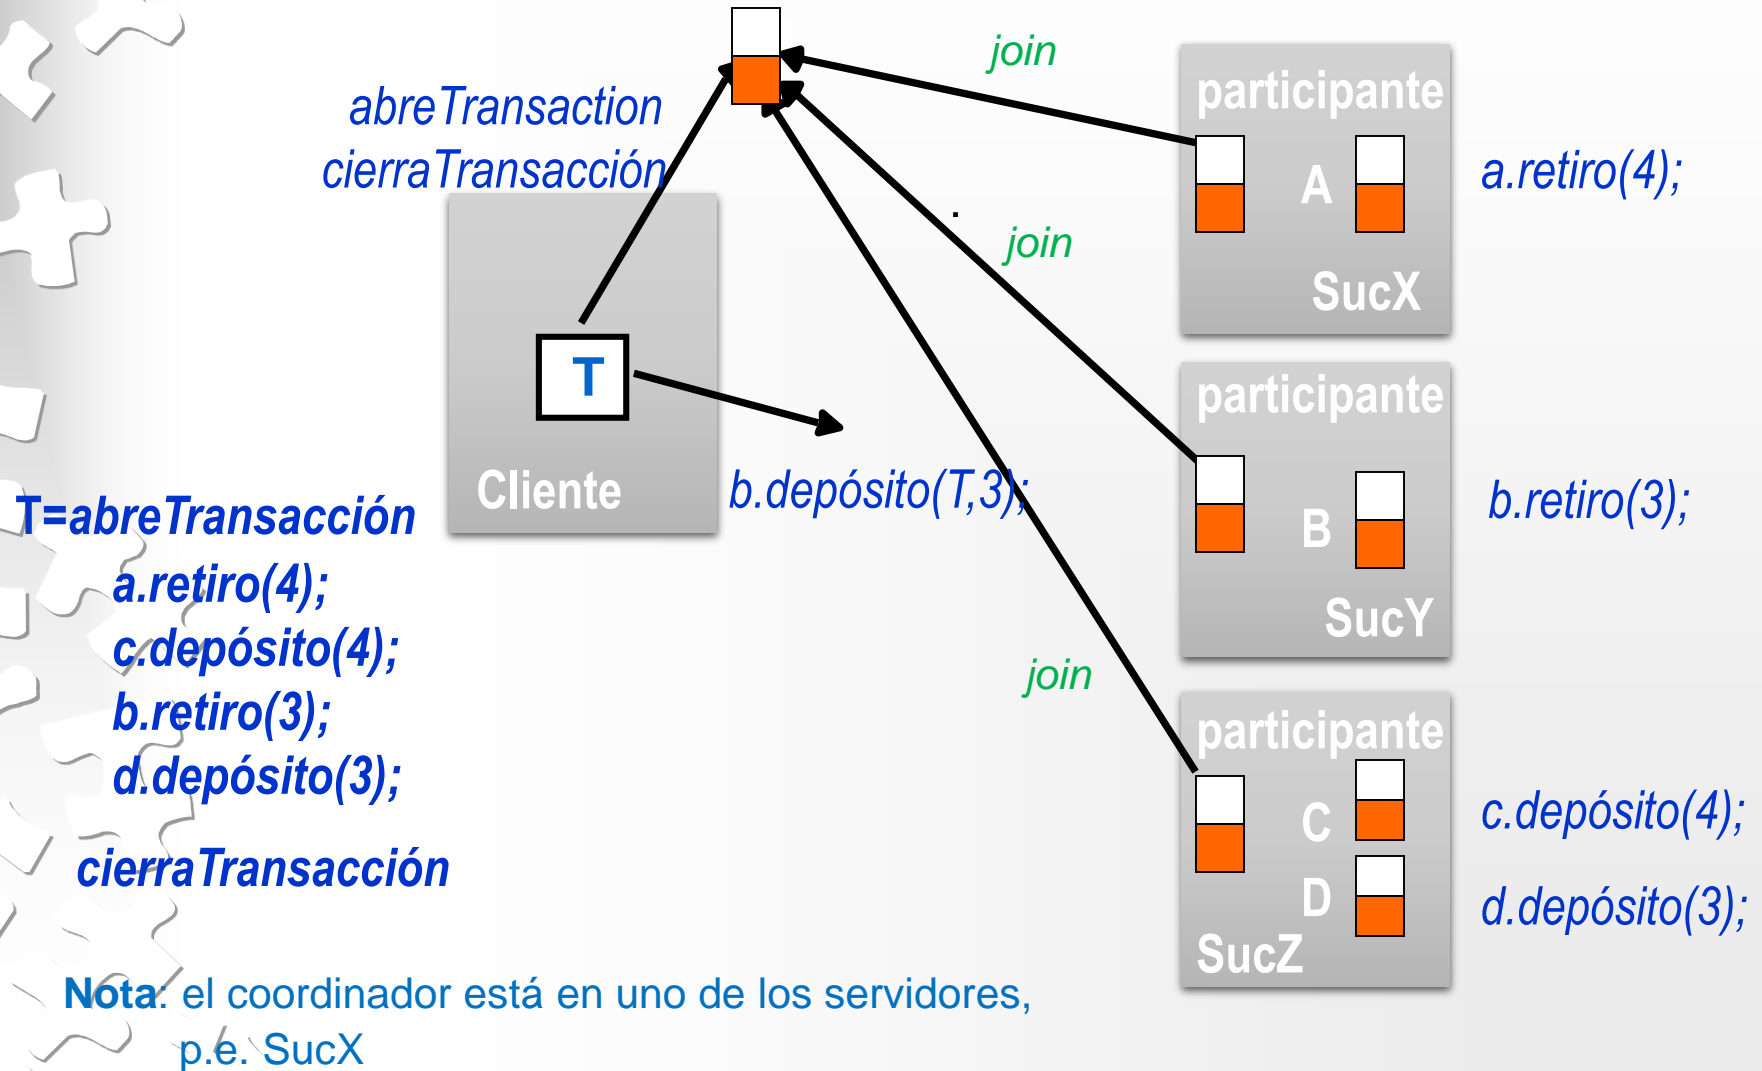 join
abreTransaction
cierraTransacción
participante
A
a.retiro(4);
.
join
SucX
T
participante
Cliente
b.depósito(T,3);
B
b.retiro(3);
SucY
T=abreTransacción
a.retiro(4);
c.depósito(4);
b.retiro(3);
d.depósito(3);
cierraTransacción
join
participante
C
c.depósito(4);
D
d.depósito(3);
SucZ
Nota: el coordinador está en uno de los servidores,
p.e. SucX